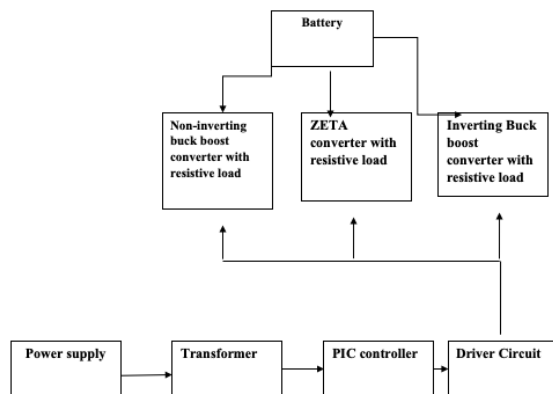 Battery
Non-inverting
buck boost
converter with
resistive load
ZETA
converter with
resistive load
Inverting Buck
boost
converter with
resistive load
Power supply
Transformer
PIC controller
Driver Circuit